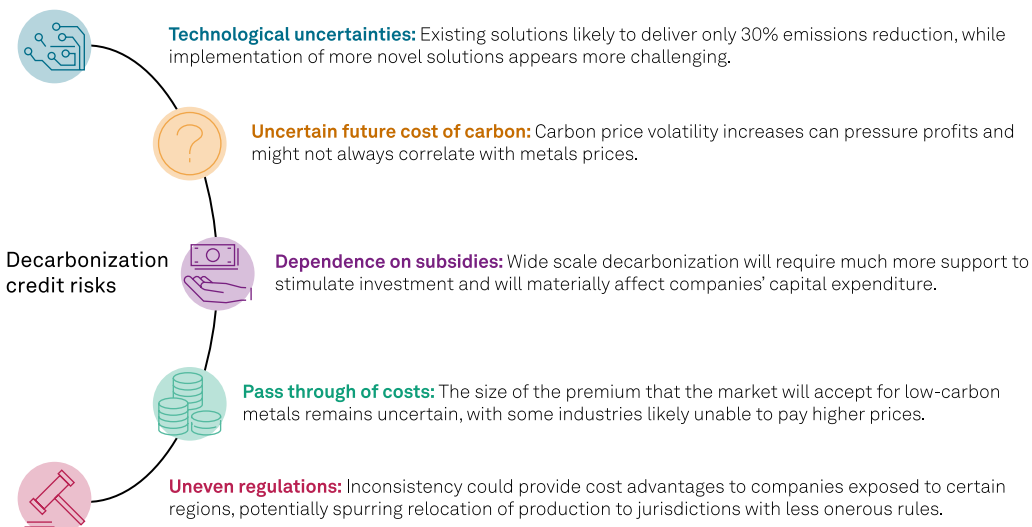 Technological uncertainties: Existing solutions likely to deliver only 30% emissions reduction, while
implementation of more novel solutions appears more challenging.
Uncertain future cost of carbon: Carbon price volatility increases can pressure profits and
might not always correlate with metals prices.
Decarbonization
credit risks
Dependence on subsidies: Wide scale decarbonization will require much more support to
stimulate investment and will materially affect companies’ capital expenditure.
Pass through of costs: The size of the premium that the market will accept for low-carbon
metals remains uncertain, with some industries likely unable to pay higher prices.
Uneven regulations: Inconsistency could provide cost advantages to companies exposed to certain
regions, potentially spurring relocation of production to jurisdictions with less onerous rules.